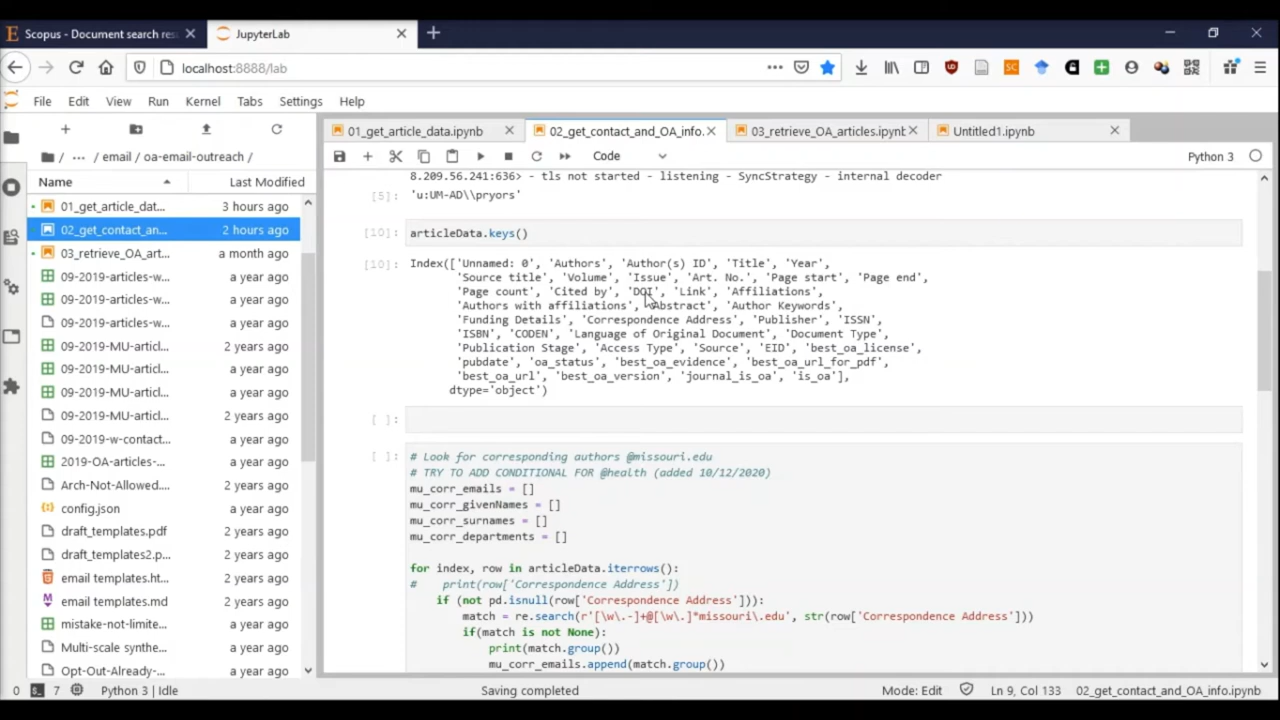 Scopus - Document search res
JupyterLab
localhost:8888/lab
File Edit View Run Kernel Tabs Settings Help
01_get_article_data.ipynb
02_get_contact_and_OA_info.
03_retrieve_OA_articles.ipynb
Untitled1.ipynb
/ ... / email / oa-email-outreach /
Code
Python 3
Name Last Modified
01_get_article_dat... 3 hours ago
02_get_contact_an... 2 hours ago
03_retrieve_OA_art... a month ago
09-2019-articles-w... a year ago
09-2019-articles-w... a year ago
09-2019-articles-w... a year ago
09-2019-MU-articl... 2 years ago
09-2019-MU-articl... a year ago
09-2019-MU-articl... a year ago
09-2019-MU-articl... 2 years ago
09-2019-w-contact... a year ago
2019-OA-articles-... a year ago
Arch-Not-Allowed.... 2 years ago
config.json 2 years ago
draft_templates.pdf 2 years ago
draft_templates2.p... 2 years ago
email templates.ht... 2 years ago
email templates.md 2 years ago
mistake-not-limite... 2 years ago
Multi-scale synthe... a year ago
Opt-Out-Already-... a year ago
8.209.56.241:636> - tls not started - listening - SyncStrategy - internal decoder
[5]: 'u:UM-AD\\pryors'
[10]: articleData.keys()
[10]: Index(['Unnamed: 0', 'Authors', 'Author(s) ID', 'Title', 'Year',
'Source title', 'Volume', 'Issue', 'Art. No.', 'Page start', 'Page end',
'Page count', 'Cited by', 'DOI', 'Link', 'Affiliations',
'Authors with affiliations', 'Abstract', 'Author Keywords',
'Funding Details', 'Correspondence Address', 'Publisher', 'ISSN',
'ISBN', 'CODEN', 'Language of Original Document', 'Document Type',
'Publication Stage', 'Access Type', 'Source', 'EID', 'best_oa_license',
'pubdate', 'oa_status', 'best_oa_evidence', 'best_oa_url_for_pdf',
'best_oa_url', 'best_oa_version', 'journal_is_oa', 'is_oa'],
dtype='object')
[ ]:
[ ]: # Look for corresponding authors @missouri.edu
# TRY TO ADD CONDITIONAL FOR @health (added 10/12/2020)
mu_corr_emails = []
mu_corr_givenNames = []
mu_corr_surnames = []
mu_corr_departments = []
for index, row in articleData.iterrows():
# print(row['Correspondence Address'])
if (not pd.isnull(row['Correspondence Address'])):
match = re.search(r'[\w\.-]+@[\w\.]*missouri\.edu', str(row['Correspondence Address']))
if(match is not None):
print(match.group())
mu_corr_emails.append(match.group())
0 7 Python 3 | Idle Saving completed Mode: Edit Ln 9, Col 133 02_get_contact_and_OA_info.ipynb